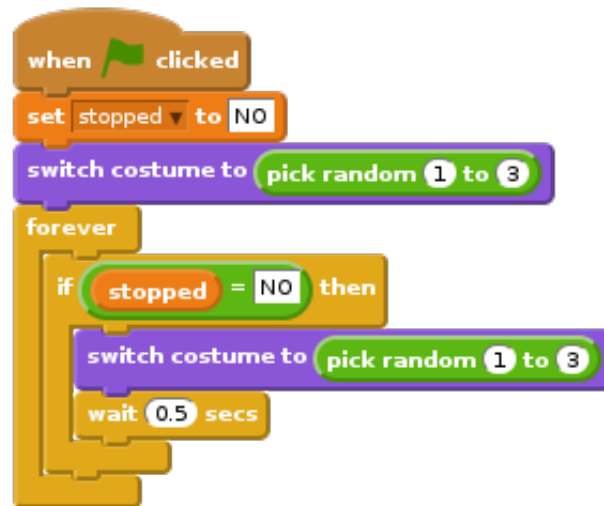 when clicked
set stopped to NO
switch costume to pick random 1 to 3
forever
if stopped = NO then
switch costume to pick random 1 to 3
wait 0.5 secs